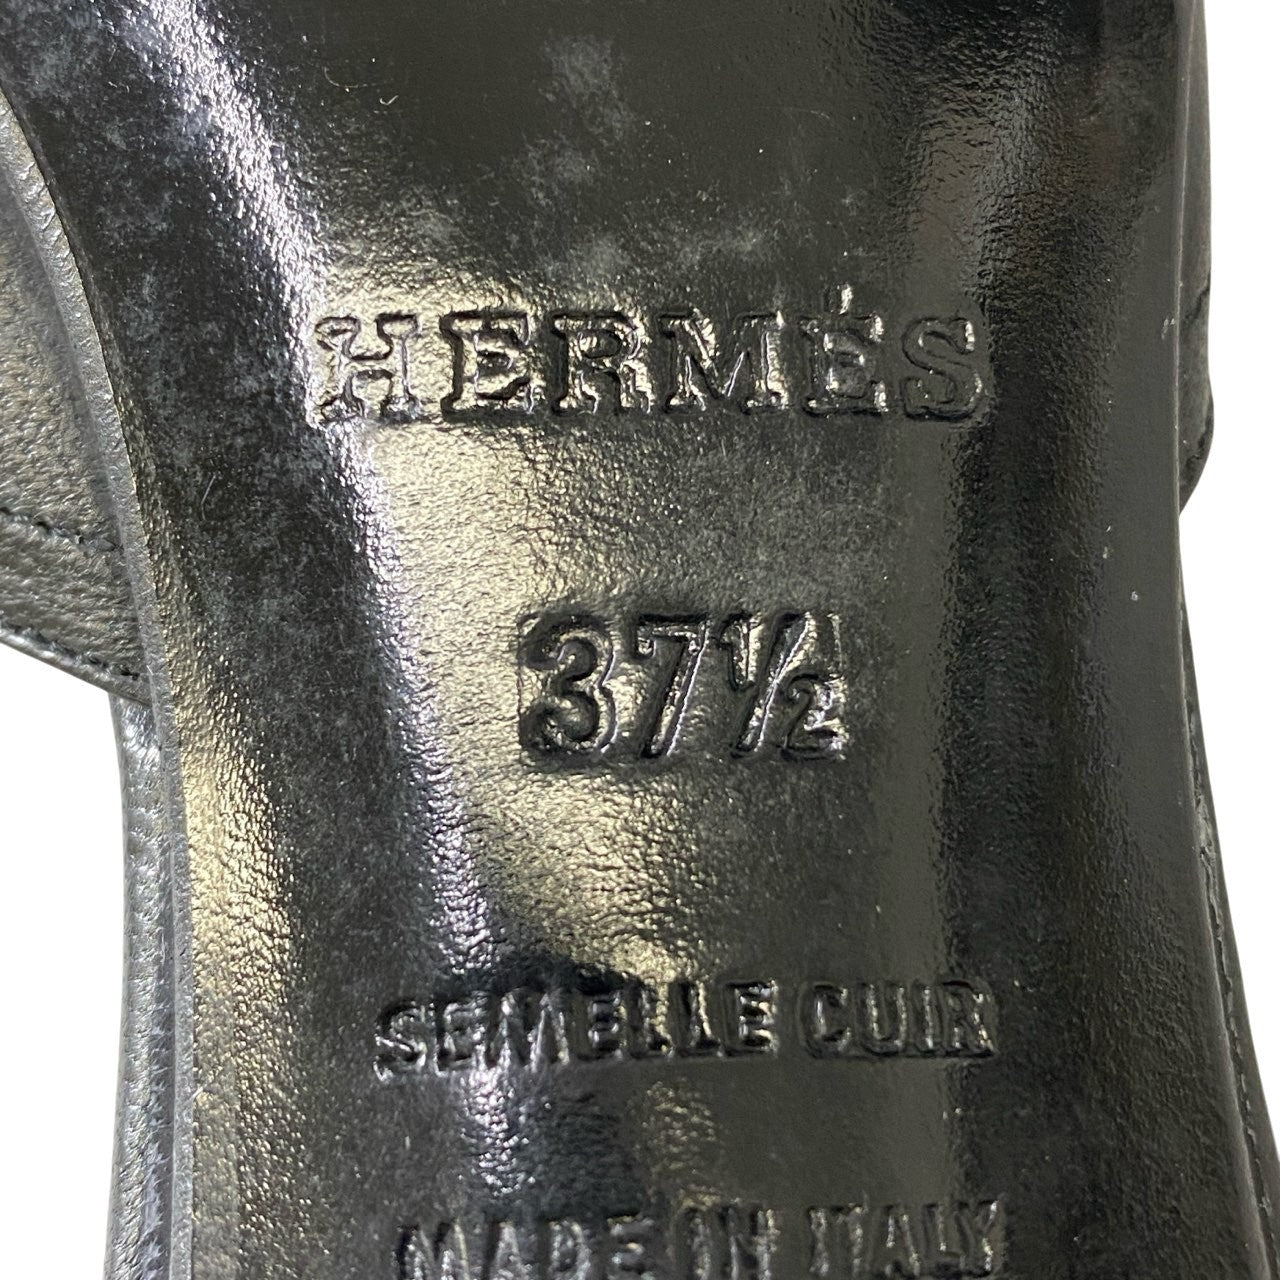 HERMÈS
37½
SEMELLE CUIR
MADE IN ITALY